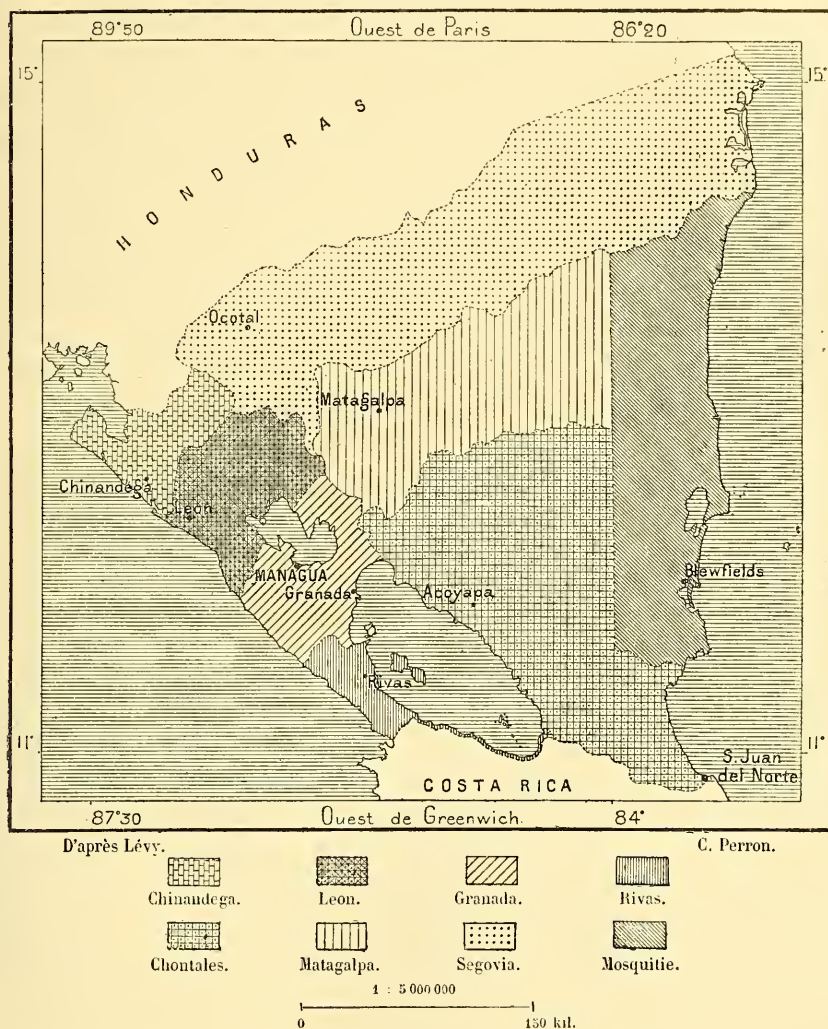 89°50 Ouest de Paris 86°20
15° 15°
HONDURAS
Ocotal
Matagalpa
Chinandega
Leon
MANAGUA
Granada
Acoyapa
Blewfields
Rivas
11° 11°
S. Juan
del Norte
COSTA RICA
87°30 Ouest de Greenwich. 84°
D'après Lévy. C. Perron.
Chinandega. Leon. Granada. Rivas.
Chontales. Matagalpa. Segovia. Mosquitie.
1 : 5 000 000
0 150 kil.